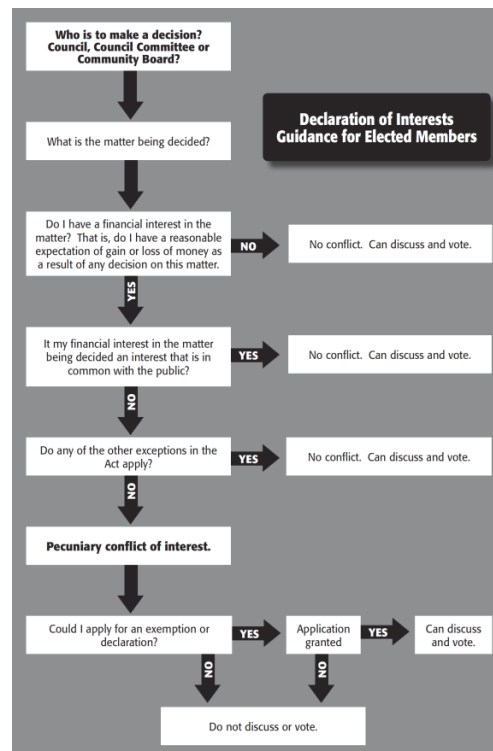 Who is to make a decision?
Council, Council Committee or
Community Board?
Declaration of Interests
Guidance for Elected Members
What is the matter being decided?
Do I have a financial interest in the
matter? That is, do I have a reasonable
expectation of gain or loss of money as
a result of any decision on this matter.
NO
No conflict. Can discuss and vote.
YES
It my financial interest in the matter
being decided an interest that is in
common with the public?
YES
No conflict. Can discuss and vote.
NO
Do any of the other exceptions in the
Act apply?
YES
No conflict. Can discuss and vote.
NO
Pecuniary conflict of interest.
Could I apply for an exemption or
declaration?
YES
Application
granted
YES
Can discuss
and vote.
NO
NO
Do not discuss or vote.